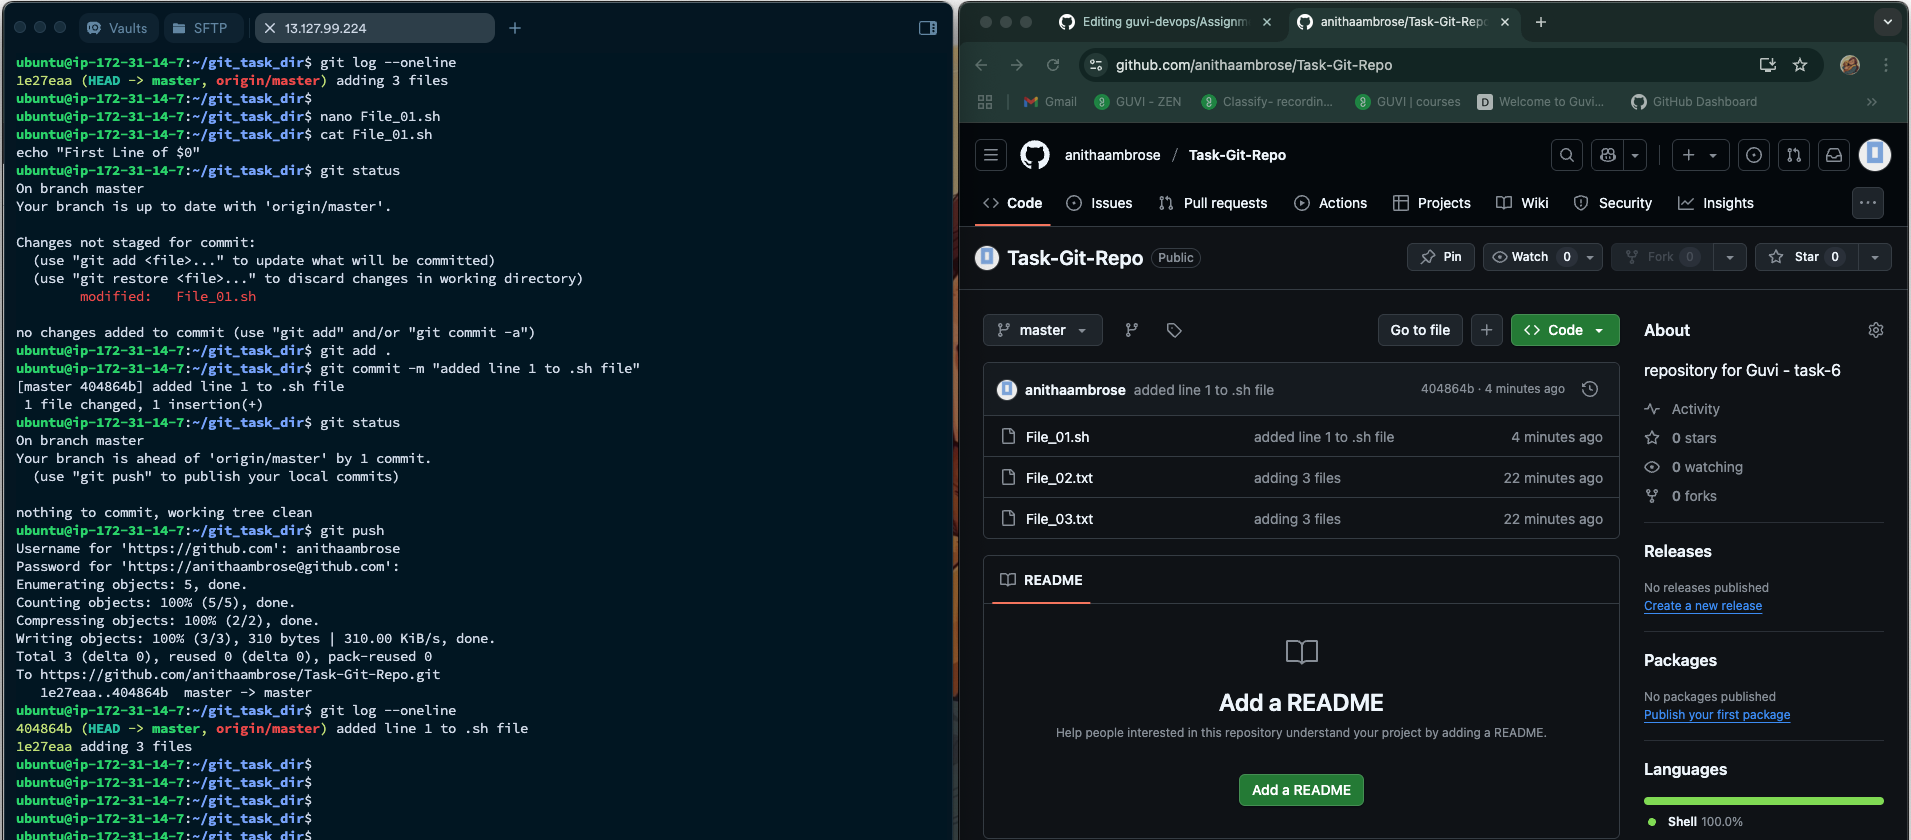 Vaults SFTP 13.127.99.224
ubuntu@ip-172-31-14-7:~/git_task_dir$ git log --oneline
1e27eaa (HEAD -> master, origin/master) adding 3 files
ubuntu@ip-172-31-14-7:~/git_task_dir$
ubuntu@ip-172-31-14-7:~/git_task_dir$ nano File_01.sh
ubuntu@ip-172-31-14-7:~/git_task_dir$ cat File_01.sh
echo "First Line of $0"
ubuntu@ip-172-31-14-7:~/git_task_dir$ git status
On branch master
Your branch is up to date with 'origin/master'.
Changes not staged for commit:
(use "git add <file>..." to update what will be committed)
(use "git restore <file>..." to discard changes in working directory)
modified: File_01.sh
no changes added to commit (use "git add" and/or "git commit -a")
ubuntu@ip-172-31-14-7:~/git_task_dir$ git add .
ubuntu@ip-172-31-14-7:~/git_task_dir$ git commit -m "added line 1 to .sh file"
[master 404864b] added line 1 to .sh file
1 file changed, 1 insertion(+)
ubuntu@ip-172-31-14-7:~/git_task_dir$ git status
On branch master
Your branch is ahead of 'origin/master' by 1 commit.
(use "git push" to publish your local commits)
nothing to commit, working tree clean
ubuntu@ip-172-31-14-7:~/git_task_dir$ git push
Username for 'https://github.com': anithaambrose
Password for 'https://anithaambrose@github.com':
Enumerating objects: 5, done.
Counting objects: 100% (5/5), done.
Compressing objects: 100% (2/2), done.
Writing objects: 100% (3/3), 310 bytes | 310.00 KiB/s, done.
Total 3 (delta 0), reused 0 (delta 0), pack-reused 0
To https://github.com/anithaambrose/Task-Git-Repo.git
1e27eaa..404864b master -> master
ubuntu@ip-172-31-14-7:~/git_task_dir$ git log --oneline
404864b (HEAD -> master, origin/master) added line 1 to .sh file
1e27eaa adding 3 files
ubuntu@ip-172-31-14-7:~/git_task_dir$
ubuntu@ip-172-31-14-7:~/git_task_dir$
ubuntu@ip-172-31-14-7:~/git_task_dir$
ubuntu@ip-172-31-14-7:~/git_task_dir$
ubuntu@ip-172-31-14-7:~/git_task_dir$
Editing guvi-devops/Assignm anithaambrose/Task-Git-Repo
github.com/anithaambrose/Task-Git-Repo
Gmail GUVI - ZEN Classify- recordin... GUVI | courses Welcome to Guvi... GitHub Dashboard
anithaambrose / Task-Git-Repo
Code Issues Pull requests Actions Projects Wiki Security Insights
Task-Git-Repo Public Pin Watch 0 Fork 0 Star 0
master Go to file Code
anithaambrose added line 1 to .sh file 404864b · 4 minutes ago
File_01.sh added line 1 to .sh file 4 minutes ago
File_02.txt adding 3 files 22 minutes ago
File_03.txt adding 3 files 22 minutes ago
README
Add a README
Help people interested in this repository understand your project by adding a README.
Add a README
About
repository for Guvi - task-6
Activity
0 stars
0 watching
0 forks
Releases
No releases published
Create a new release
Packages
No packages published
Publish your first package
Languages
Shell 100.0%